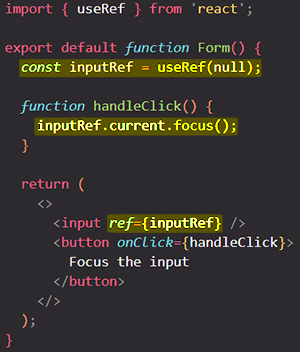 import { useRef } from 'react';
export default function Form() {
const inputRef = useRef(null);
function handleClick() {
inputRef.current.focus();
}
return (
<>
<input ref={inputRef} />
<button onClick={handleClick}>
Focus the input
</button>
</>
);
}